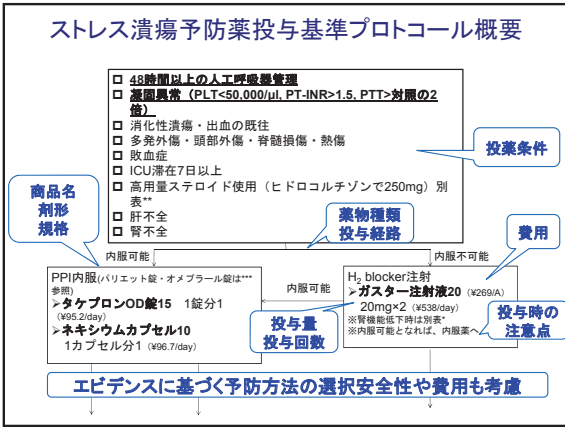 ストレス潰瘍予防薬投与基準プロトコール概要
□ 48時間以上の人工呼吸器管理
□ 凝固異常（PLT<50,000/μl, PT-INR>1.5, PTT>対照の2
倍）
□ 消化性潰瘍・出血の既往
□ 多発外傷・頭部外傷・脊髄損傷・熱傷
□ 敗血症
□ ICU滞在7日以上
□ 高用量ステロイド使用（ヒドロコルチゾンで250mg）別
表**
□ 肝不全
□ 腎不全
投薬条件
商品名
剤形
規格
薬物種類
投与経路
費用
内服可能
内服不可能
PPI内服(バリエット錠・オメプラール錠は***
参照)
➢タケプロンOD錠15 1錠分1
(¥95.2/day)
➢ネキシウムカプセル10
1カプセル分1 (¥96.7/day)
内服可能
投与量
投与回数
H2 blocker注射
➢ガスター注射液20 (¥269/A)
20mg×2 (¥538/day)
※腎機能低下時は別表*
※内服可能となれば、内服薬へ
投与時の
注意点
エビデンスに基づく予防方法の選択安全性や費用も考慮